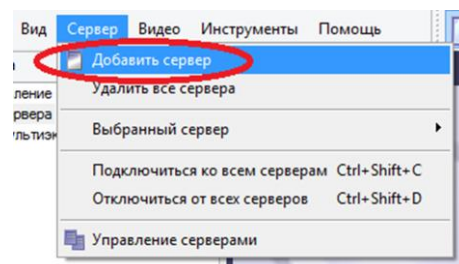 Вид Сервер Видео Инструменты Помощь
Добавить сервер
Удалить все сервера
Выбранный сервер
Подключиться ко всем серверам Ctrl+Shift+C
Отключиться от всех серверов Ctrl+Shift+D
Управление серверами